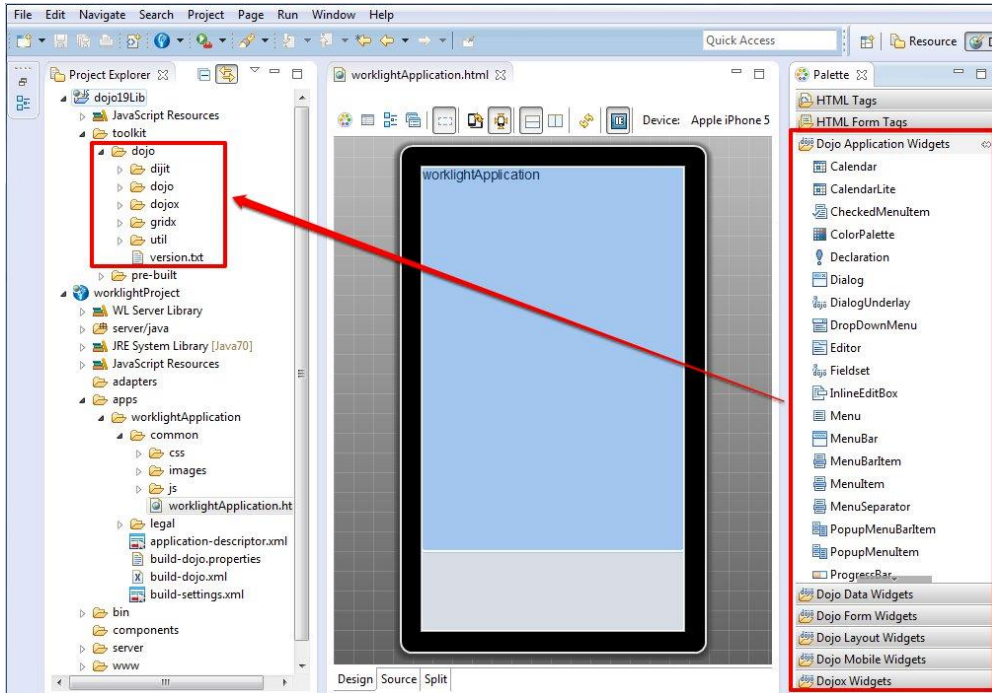 File Edit Navigate Search Project Page Run Window Help
Quick Access
Resource
Project Explorer
dojo19Lib
JavaScript Resources
toolkit
dojo
dijit
dojo
dojox
gridx
util
version.txt
pre-built
worklightProject
WL Server Library
server/java
JRE System Library [Java70]
JavaScript Resources
adapters
apps
worklightApplication
common
css
images
js
worklightApplication.ht
legal
application-descriptor.xml
build-dojo.properties
build-dojo.xml
build-settings.xml
bin
components
server
www
worklightApplication.html
Device: Apple iPhone 5
worklightApplication
Design Source Split
Palette
HTML Tags
HTML Form Tags
Dojo Application Widgets
Calendar
CalendarLite
CheckedMenuItem
ColorPalette
Declaration
Dialog
DialogUnderlay
DropDownMenu
Editor
Fieldset
InlineEditBox
Menu
MenuBar
MenuBarItem
MenuItem
MenuSeparator
PopupMenuBarItem
PopupMenuItem
ProgressBar
Dojo Data Widgets
Dojo Form Widgets
Dojo Layout Widgets
Dojo Mobile Widgets
Dojox Widgets